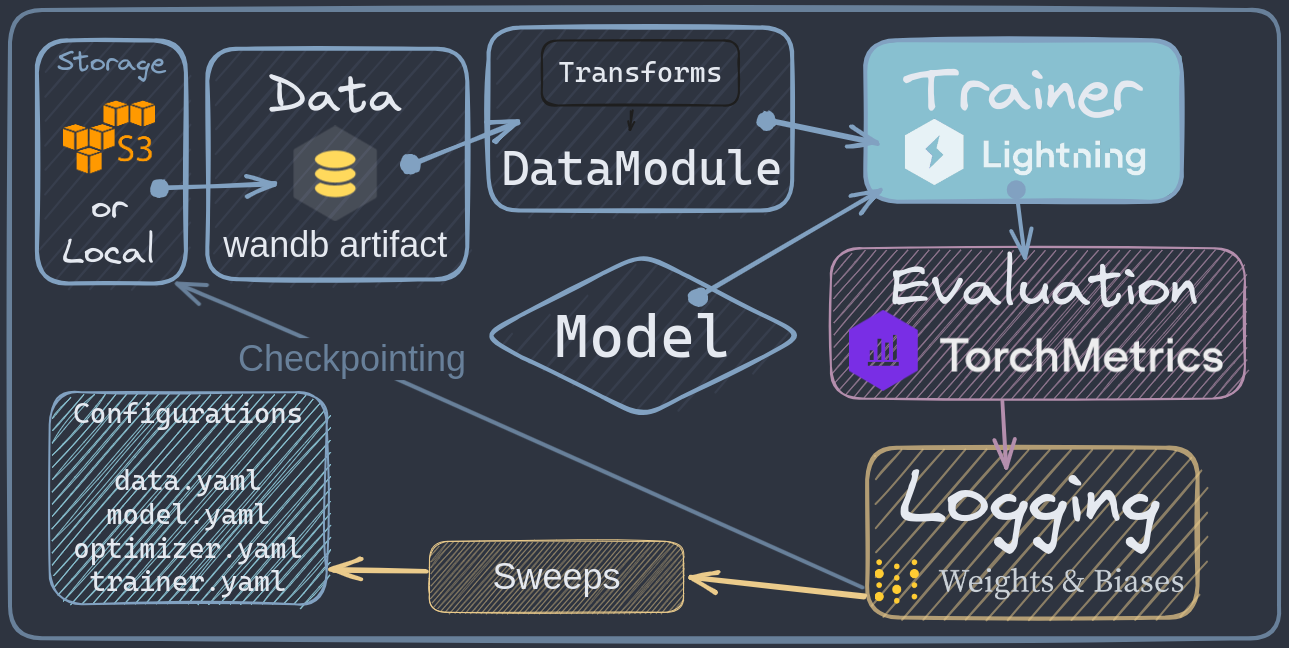 Storage
S3
or
Local
Data
wandb artifact
Transforms
DataModule
Trainer
Lightning
Model
Evaluation
TorchMetrics
Checkpointing
Configurations
data.yaml
model.yaml
optimizer.yaml
trainer.yaml
Sweeps
Logging
Weights & Biases